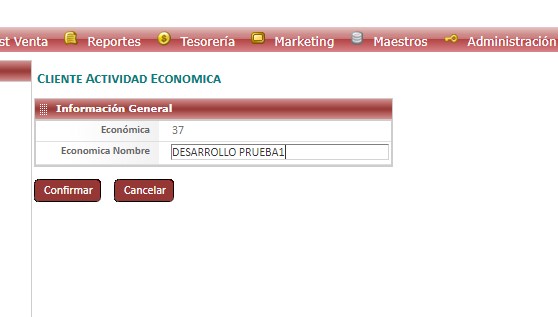 st Venta Reportes Tesorería Marketing Maestros Administración
CLIENTE ACTIVIDAD ECONOMICA
Información General
Económica 37
Economica Nombre DESARROLLO PRUEBA1
Confirmar Cancelar